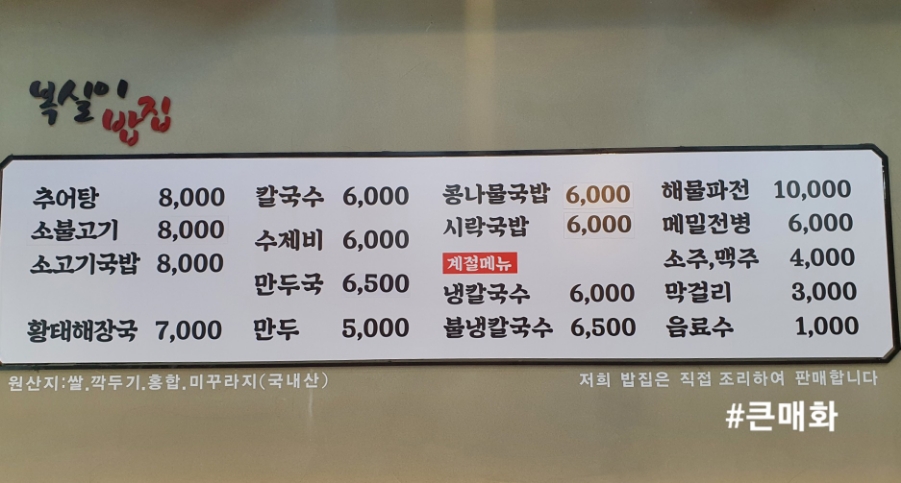 복실이
밥집
추어탕 8,000
소불고기 8,000
소고기국밥 8,000
황태해장국 7,000
칼국수 6,000
수제비 6,000
만두국 6,500
만두 5,000
콩나물국밥 6,000
시락국밥 6,000
계절메뉴
냉칼국수 6,000
불냉칼국수 6,500
해물파전 10,000
메밀전병 6,000
소주,맥주 4,000
막걸리 3,000
음료수 1,000
원산지:쌀.깍두기.홍합.미꾸라지(국내산)
저희 밥집은 직접 조리하여 판매합니다
#큰매화